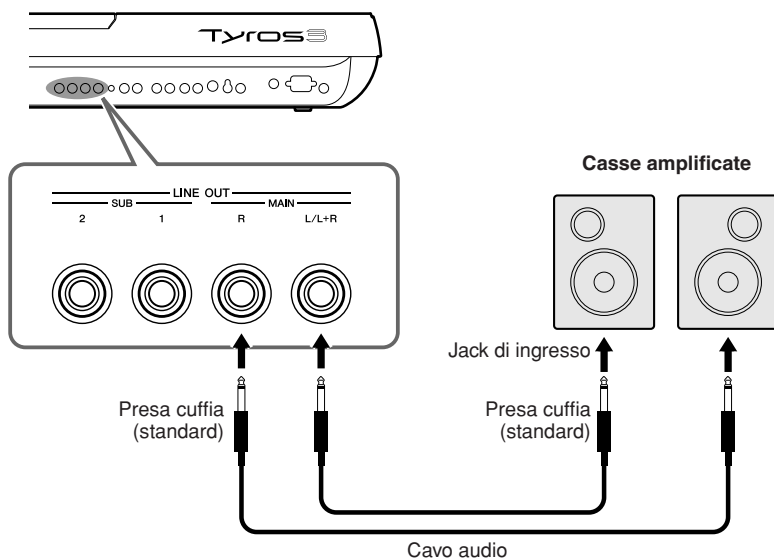 Tyros3
LINE OUT
SUB
MAIN
2
1
R
L/L+R
Casse amplificate
Jack di ingresso
Presa cuffia
(standard)
Presa cuffia
(standard)
Cavo audio